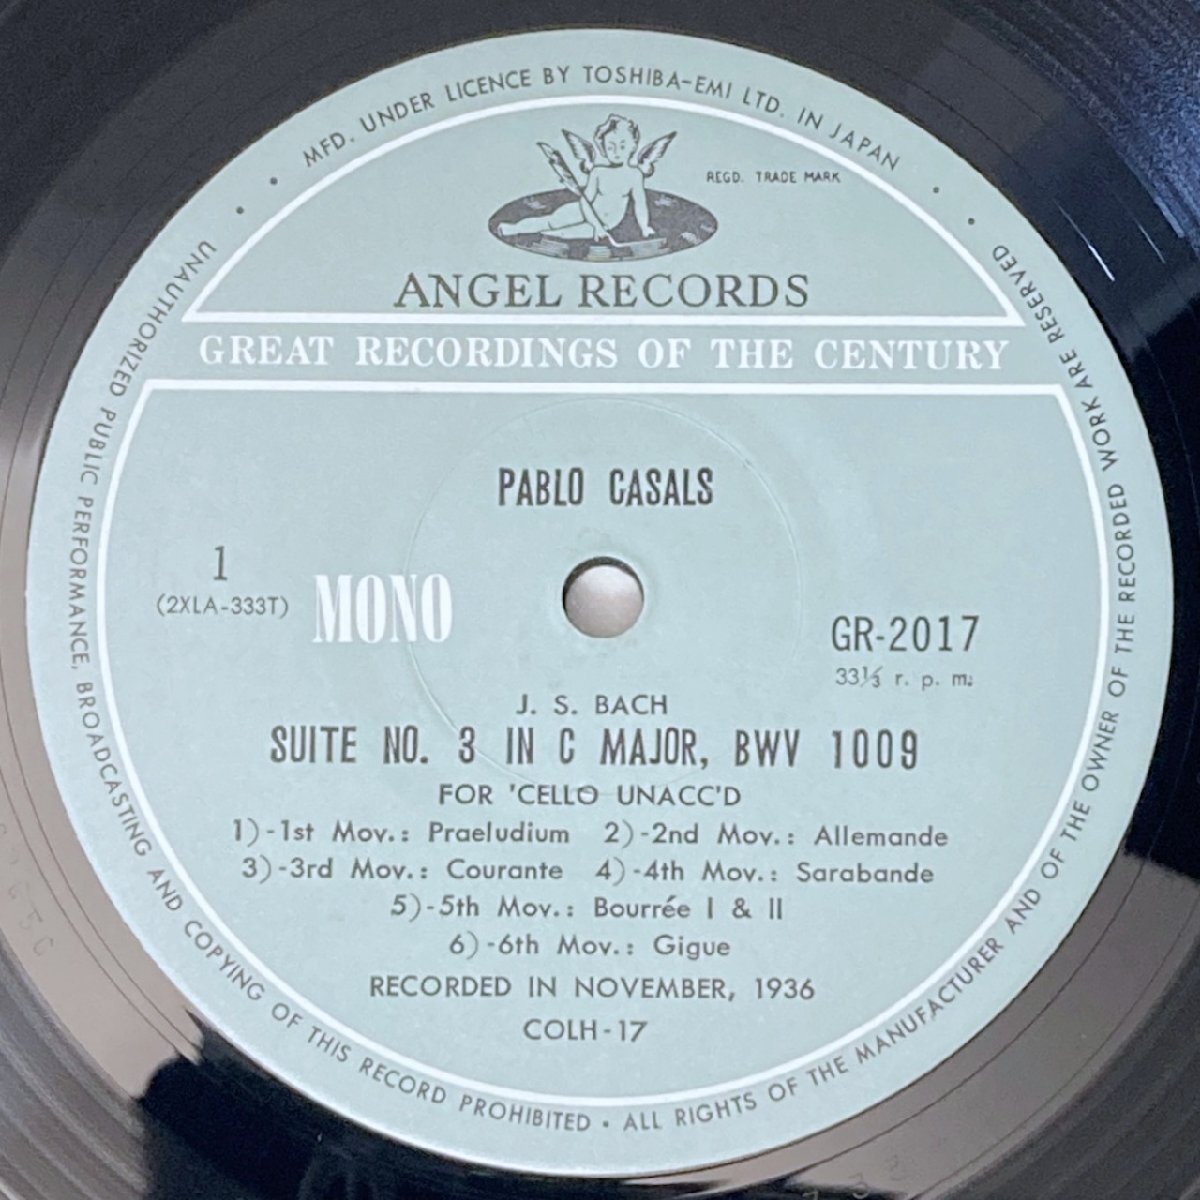 MFD. UNDER LICENCE BY TOSHIBA-EMI LTD. IN JAPAN
REGD. TRADE MARK
ANGEL RECORDS
GREAT RECORDINGS OF THE CENTURY
PABLO CASALS
1
(2XLA-333T)
MONO
GR-2017
33⅓ r. p. m.
J. S. BACH
SUITE NO. 3 IN C MAJOR, BWV 1009
FOR 'CELLO UNACC'D
1)-1st Mov.: Praeludium 2)-2nd Mov.: Allemande
3)-3rd Mov.: Courante 4)-4th Mov.: Sarabande
5)-5th Mov.: Bourrée I & II
6)-6th Mov.: Gigue
RECORDED IN NOVEMBER, 1936
COLH-17
UNAUTHORIZED PUBLIC PERFORMANCE, BROADCASTING AND COPYING OF THIS RECORD PROHIBITED • ALL RIGHTS OF THE MANUFACTURER AND OF THE OWNER OF THE RECORDED WORK ARE RESERVED